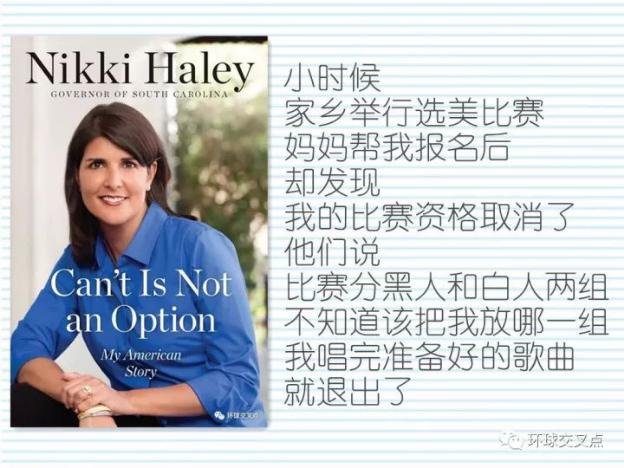 Nikki Haley
GOVERNOR OF SOUTH CAROLINA
Can't Is Not
an Option
My American
Story
环球交叉点
小时候
家乡举行选美比赛
妈妈帮我报名后
却发现
我的比赛资格取消了
他们说
比赛分黑人和白人两组
不知道该把我放哪一组
我唱完准备好的歌曲
就退出了
环球交叉点